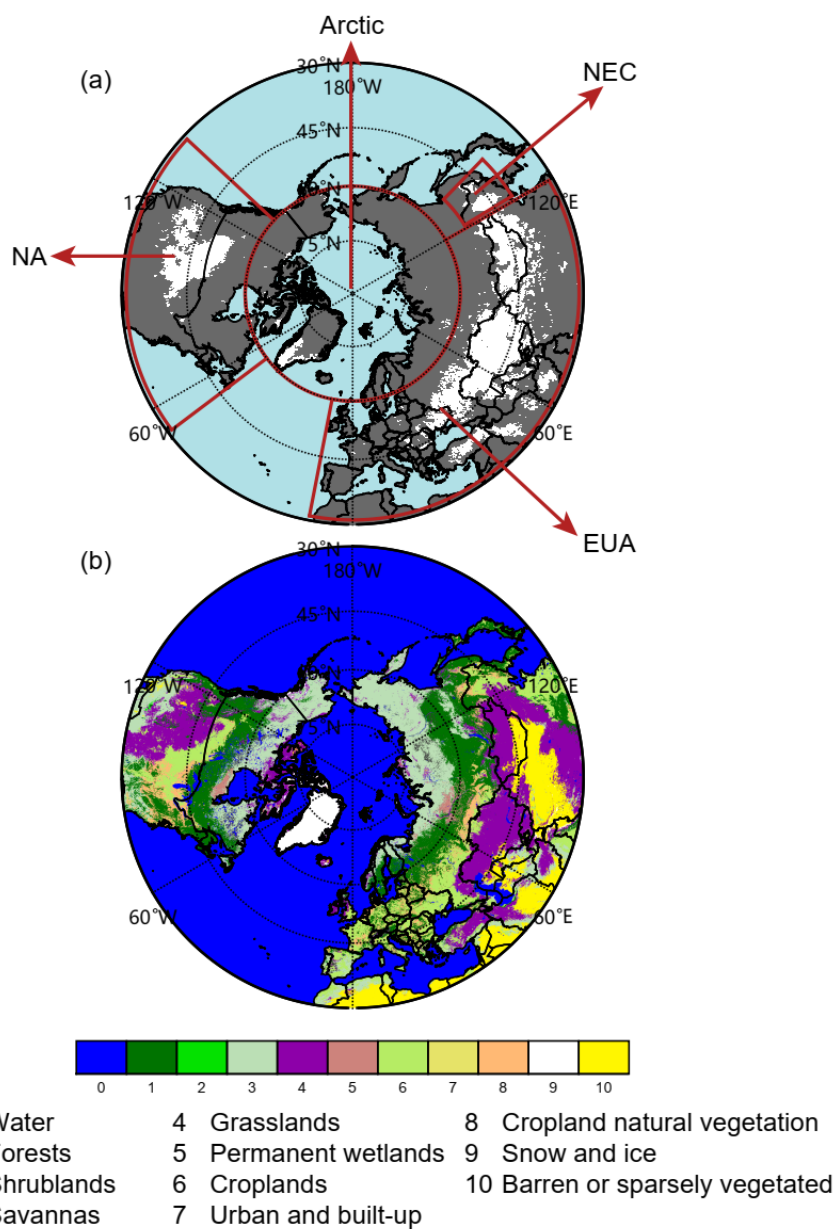 Arctic
(a)
30°N
180°W
NEC
45°N
120°W
120°E
5°N
NA
60°W
60°E
EUA
(b)
30°N
180°W
45°N
120°W
120°E
5°N
60°W
60°E
0 1 2 3 4 5 6 7 8 9 10
Water 4 Grasslands 8 Cropland natural vegetation
orests 5 Permanent wetlands 9 Snow and ice
Shrublands 6 Croplands 10 Barren or sparsely vegetated
Savannas 7 Urban and built-up